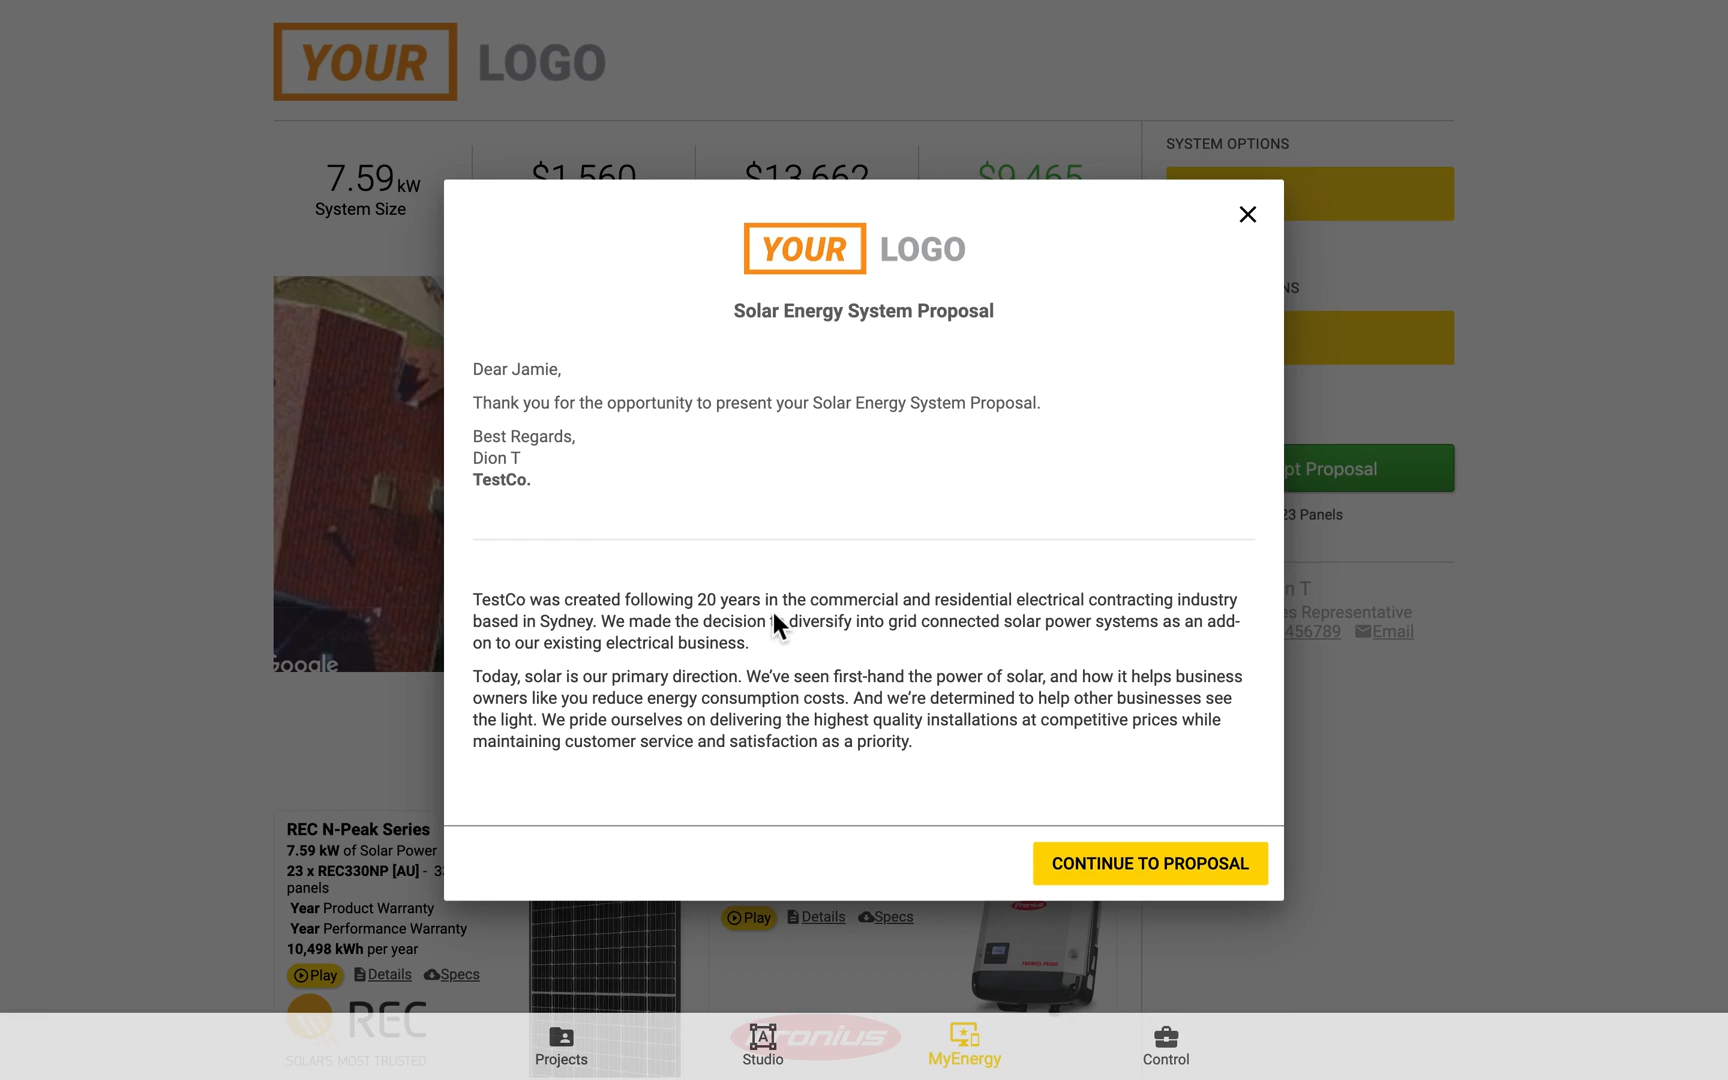 YOUR LOGO
SYSTEM OPTIONS
7.59 kW
$1,560
$13,662
$9,465
System Size
YOUR LOGO
Solar Energy System Proposal
Dear Jamie,
Thank you for the opportunity to present your Solar Energy System Proposal.
Best Regards,
Dion T
TestCo.
pt Proposal
23 Panels
n T
es Representative
456789 Email
TestCo was created following 20 years in the commercial and residential electrical contracting industry
based in Sydney. We made the decision diversify into grid connected solar power systems as an add-
on to our existing electrical business.
Today, solar is our primary direction. We've seen first-hand the power of solar, and how it helps business
owners like you reduce energy consumption costs. And we're determined to help other businesses see
the light. We pride ourselves on delivering the highest quality installations at competitive prices while
maintaining customer service and satisfaction as a priority.
Google
CONTINUE TO PROPOSAL
REC N-Peak Series
7.59 kW of Solar Power
23 x REC330NP [AU] -
panels
Year Product Warranty
Year Performance Warranty
10,498 kWh per year
Play Details Specs
Play Details Specs
REC
SOLAR'S MOST TRUSTED
Fronius
Projects
Studio
MyEnergy
Control